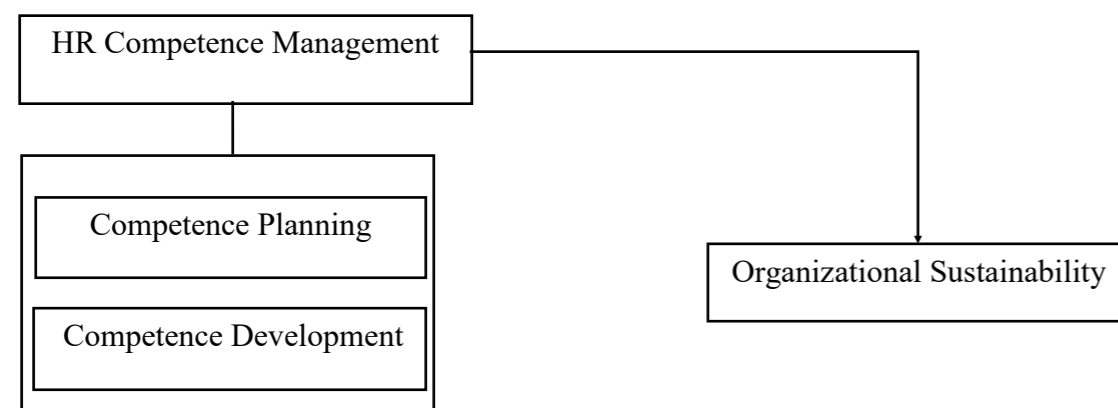 HR Competence Management
Competence Planning
Organizational Sustainability
Competence Development